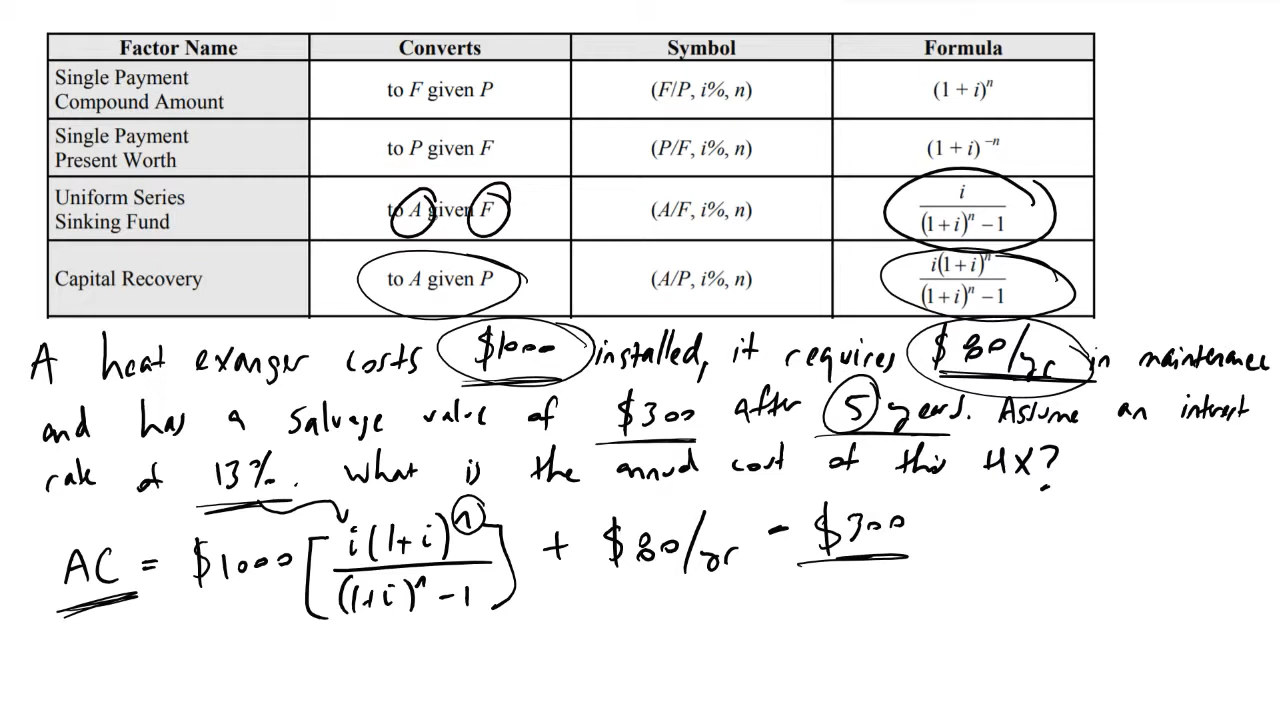 Factor Name Converts Symbol Formula
Single Payment
Compound Amount to F given P (F/P, i%, n) (1 + i)^n
Single Payment
Present Worth to P given F (P/F, i%, n) (1 + i)^–n
Uniform Series
Sinking Fund to A given F (A/F, i%, n) i / ((1 + i)^n – 1)
Capital Recovery to A given P (A/P, i%, n) i(1 + i)^n / ((1 + i)^n – 1)
A heat exanger costs $1000 installed, it requires $80/yr in maintenance
and has a salvage value of $300 after 5 years. Assume an interest
rate of 13%. What is the annual cost of this HX?
AC = $1000 [ i(1+i)^n / ((1+i)^n - 1) ] + $80/yr - $300